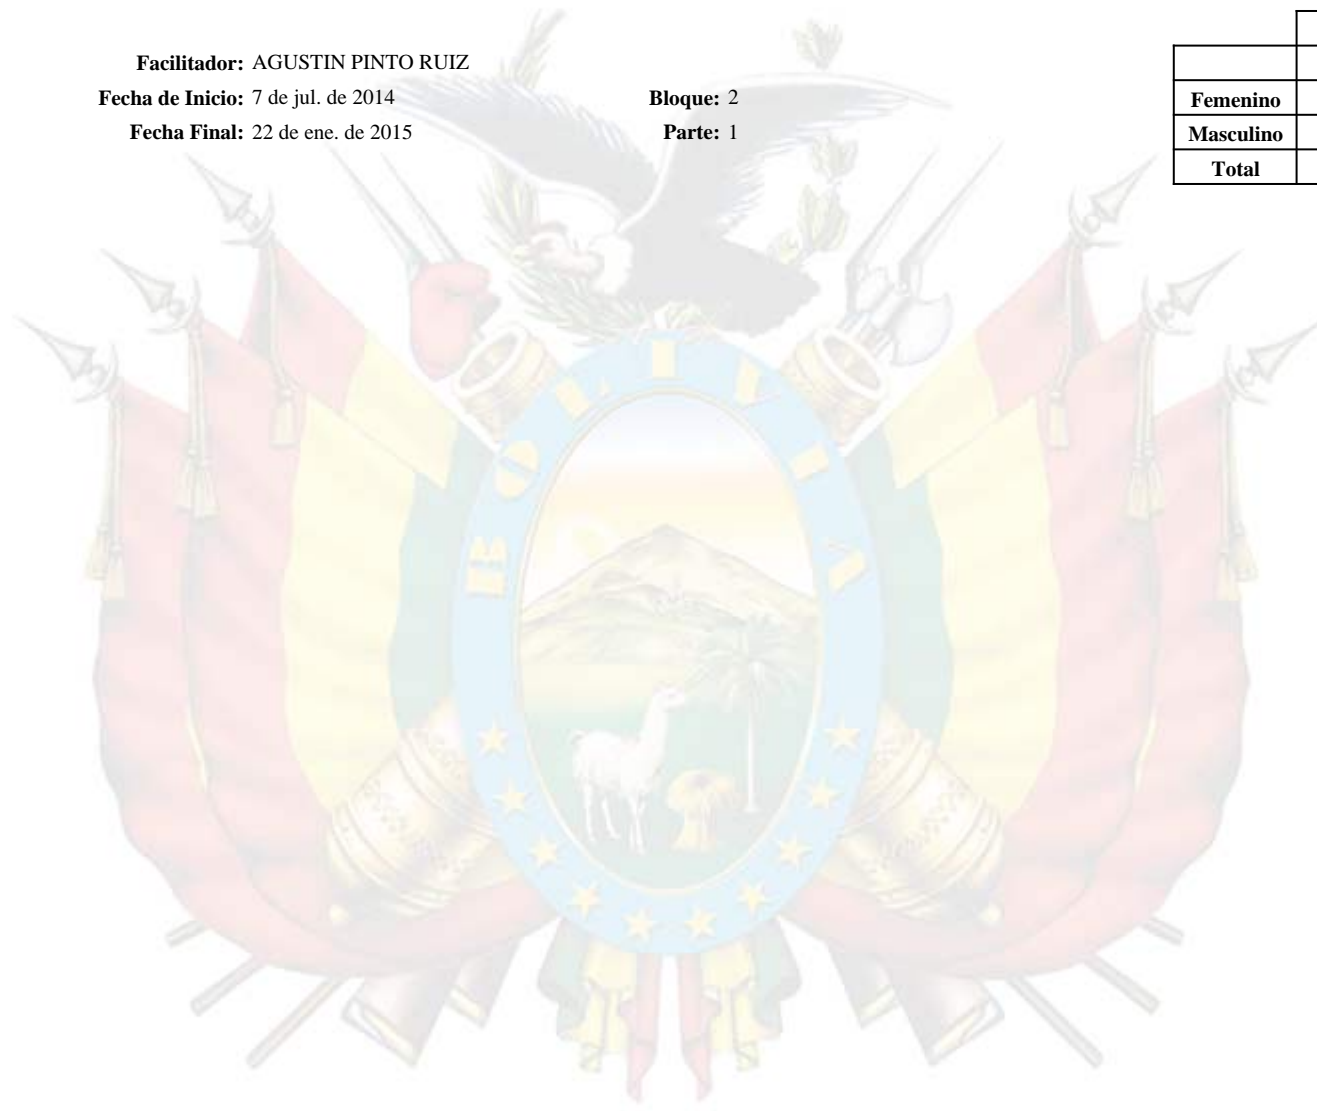 Facilitador: AGUSTIN PINTO RUIZ
Fecha de Inicio: 7 de jul. de 2014 Bloque: 2
Fecha Final: 22 de ene. de 2015 Parte: 1
Femenino
Masculino
Total
BOLIVIA